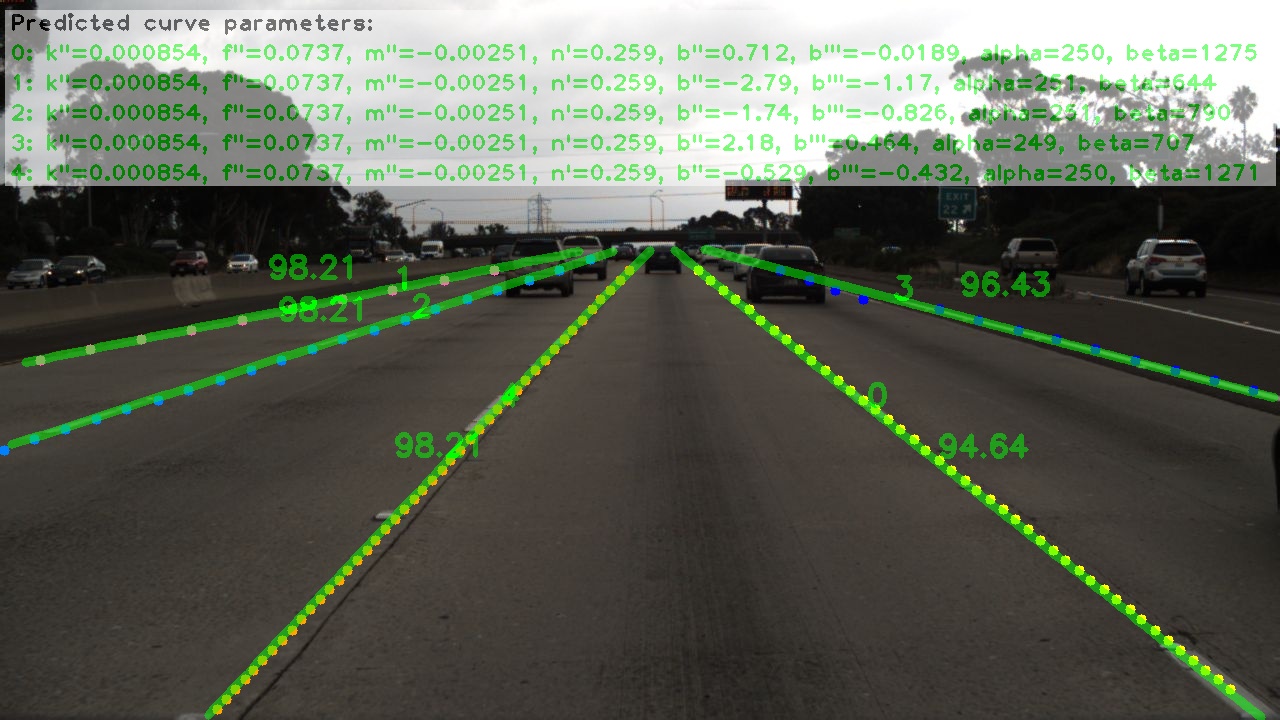 Predicted curve parameters:
0: k''=0.000854, f''=0.0737, m''=-0.00251, n'=0.259, b''=0.712, b'''=-0.0189, alpha=250, beta=1275
1: k''=0.000854, f''=0.0737, m''=-0.00251, n'=0.259, b''=-2.79, b'''=-1.17, alpha=251, beta=644
2: k''=0.000854, f''=0.0737, m''=-0.00251, n'=0.259, b''=-1.74, b'''=-0.826, alpha=251, beta=790
3: k''=0.000854, f''=0.0737, m''=-0.00251, n'=0.259, b''=2.18, b'''=0.464, alpha=249, beta=707
4: k''=0.000854, f''=0.0737, m''=-0.00251, n'=0.259, b''=-0.529, b'''=-0.432, alpha=250, beta=1271
EXIT
22
98.21
1
98.21
2
3
96.43
4
0
98.21
94.64